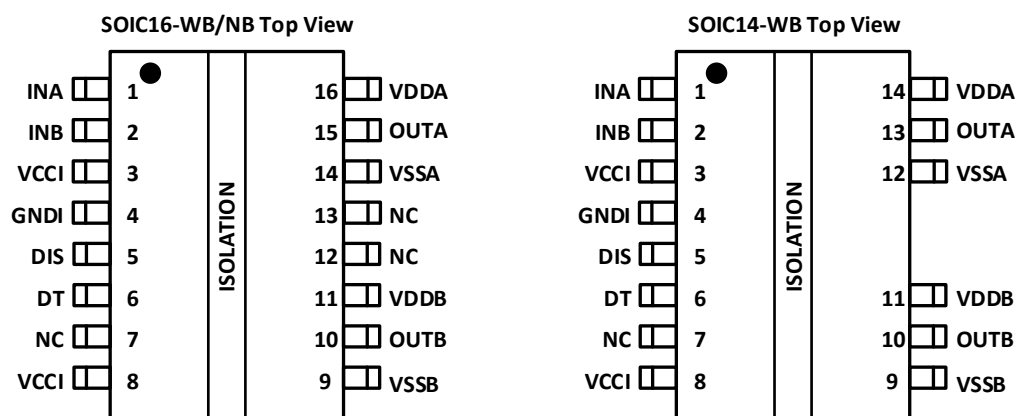 SOIC16-WB/NB Top View
INA 1 16 VDDA
INB 2 15 OUTA
VCCI 3 14 VSSA
GNDI 4 13 NC
DIS 5 12 NC
DT 6 11 VDDB
NC 7 10 OUTB
VCCI 8 9 VSSB
ISOLATION
SOIC14-WB Top View
INA 1 14 VDDA
INB 2 13 OUTA
VCCI 3 12 VSSA
GNDI 4
DIS 5
DT 6 11 VDDB
NC 7 10 OUTB
VCCI 8 9 VSSB
ISOLATION